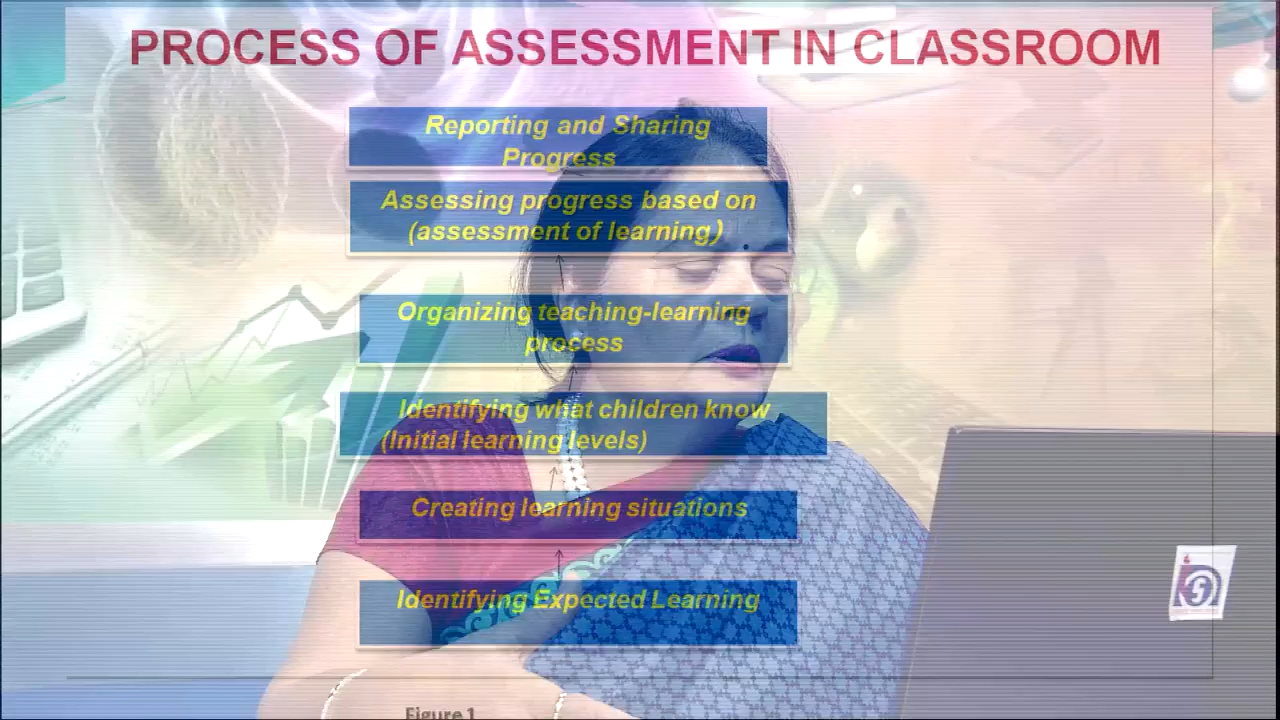 PROCESS OF ASSESSMENT IN CLASSROOM
Reporting and Sharing
Progress
Assessing progress based on
(assessment of learning)
Organizing teaching-learning
process
Identifying what children know
(Initial learning levels)
Creating learning situations
Identifying Expected Learning
Figure 1